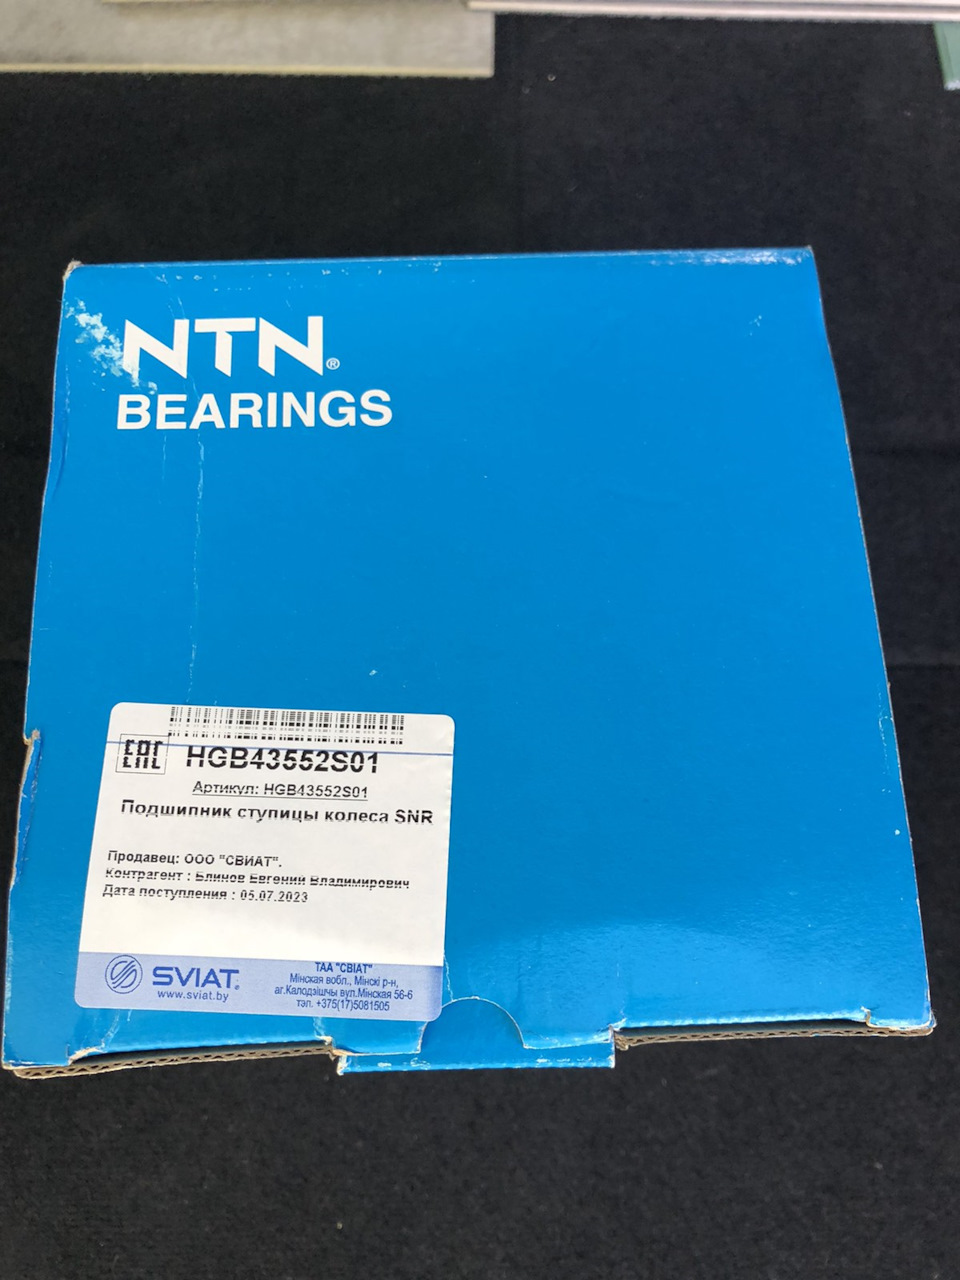 NTN®
BEARINGS
EAC
HGB43552S01
Артикул: HGB43552S01
Подшипник ступицы колеса SNR
Продавец: ООО "СВИАТ".
Контрагент : Блинов Евгений Владимирович
Дата поступления : 05.07.2023
SVIAT®
www.sviat.by
ТАА "СВІАТ"
Мінская вобл., Мінскі р-н,
аг.Калодзішчы вул.Мінская 56-6
тэл. +375(17)5081505